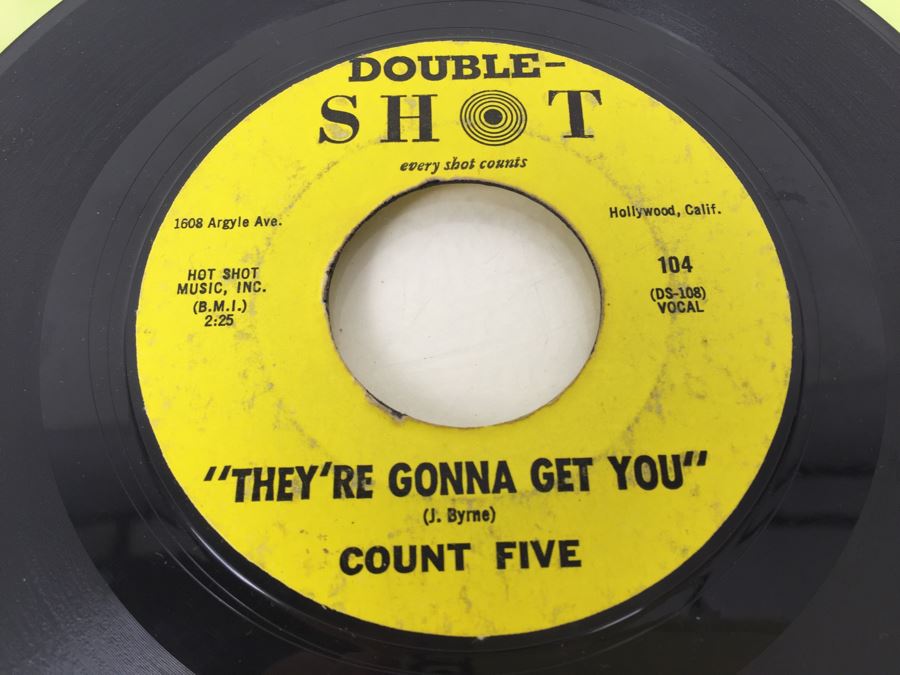 DOUBLE-
SHOT
every shot counts
1608 Argyle Ave.
Hollywood, Calif.
HOT SHOT
MUSIC, INC.
(B.M.I.)
2:25
104
(DS-108)
VOCAL
"THEY'RE GONNA GET YOU"
(J. Byrne)
COUNT FIVE